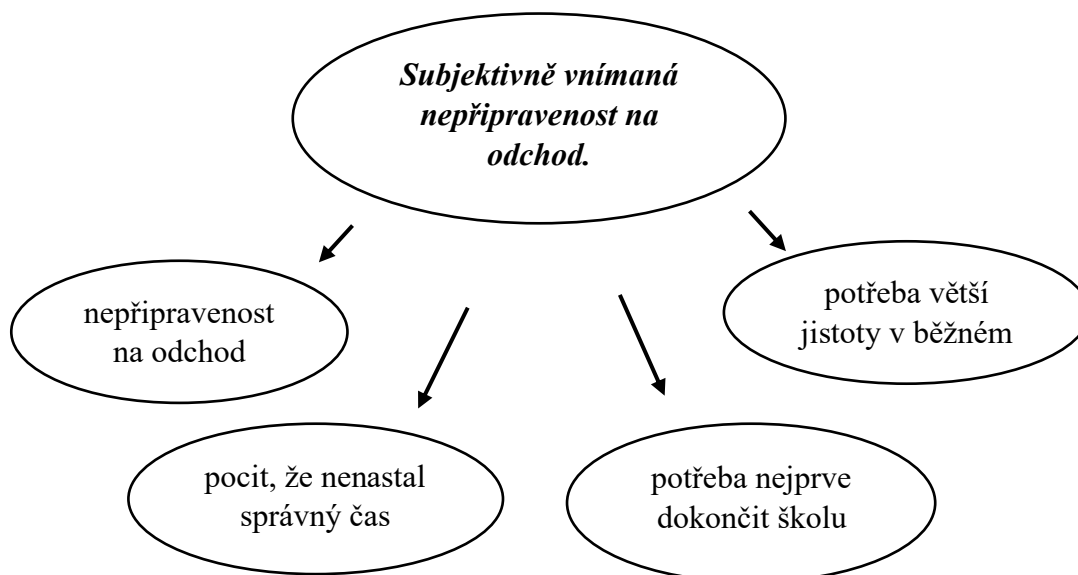 Subjektivně vnímaná
nepřipravenost na
odchod.
nepřipravenost
na odchod
potřeba větší
jistoty v běžném
pocit, že nenastal
správný čas
potřeba nejprve
dokončit školu